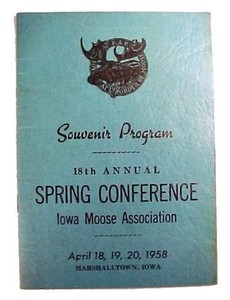 Souvenir Program
18th ANNUAL
SPRING CONFERENCE
Iowa Moose Association
April 18, 19, 20, 1958
MARSHALLTOWN, IOWA